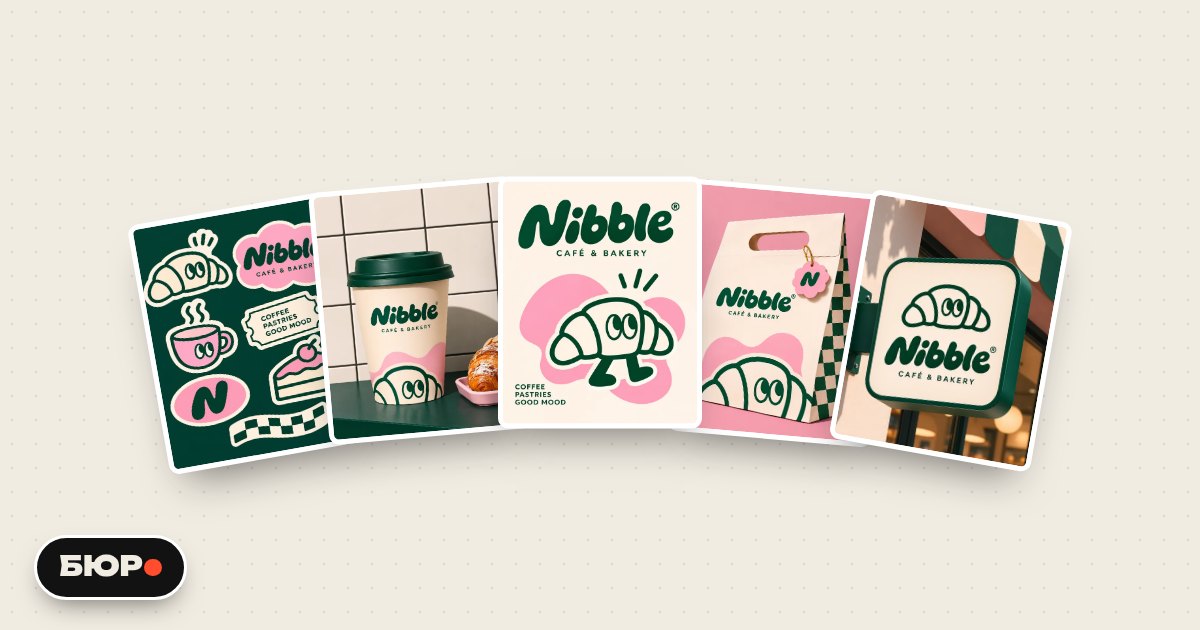 Nibble
CAFÉ & BAKERY
COFFEE
PASTRIES
GOOD MOOD
N
Nibble®
CAFÉ & BAKERY
Nibble®
CAFÉ & BAKERY
COFFEE
PASTRIES
GOOD MOOD
N
Nibble®
CAFÉ & BAKERY
Nibble®
CAFÉ & BAKERY
БЮР